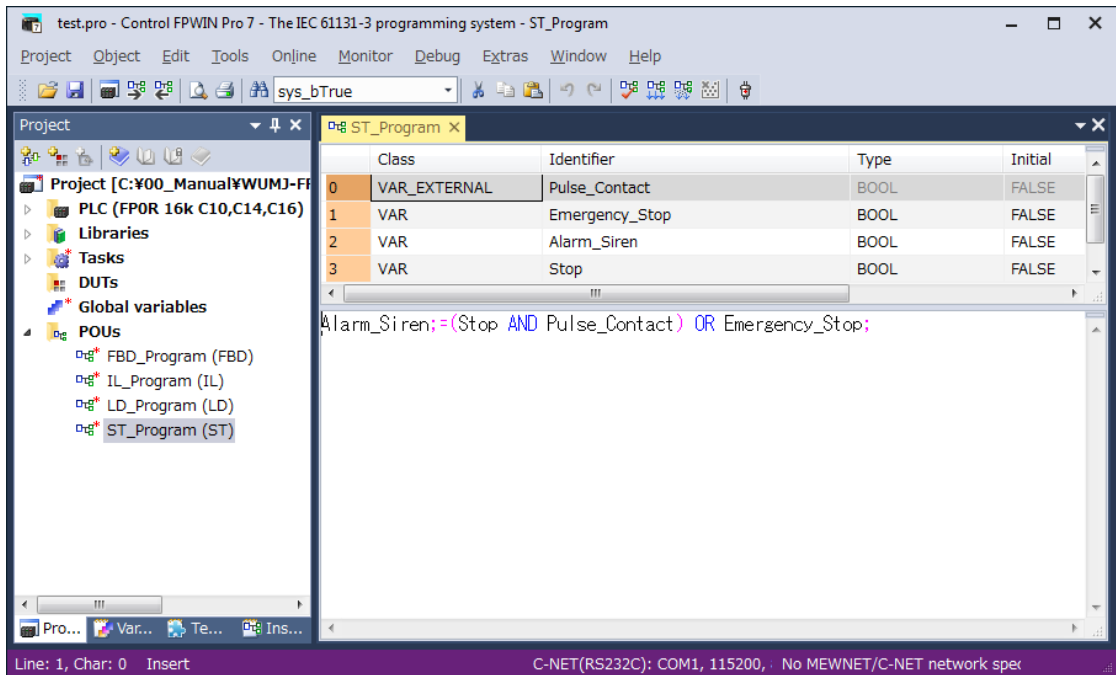 test.pro - Control FPWIN Pro 7 - The IEC 61131-3 programming system - ST_Program
Project Object Edit Tools Online Monitor Debug Extras Window Help
sys_bTrue
Project
ST_Program
Project [C:¥00_Manual¥WUMJ-FF
PLC (FP0R 16k C10,C14,C16)
Libraries
Tasks
DUTs
Global variables
POUs
FBD_Program (FBD)
IL_Program (IL)
LD_Program (LD)
ST_Program (ST)
Class Identifier Type Initial
0 VAR_EXTERNAL Pulse_Contact BOOL FALSE
1 VAR Emergency_Stop BOOL FALSE
2 VAR Alarm_Siren BOOL FALSE
3 VAR Stop BOOL FALSE
Alarm_Siren;=(Stop AND Pulse_Contact) OR Emergency_Stop;
Pro... Var... Te... Ins...
Line: 1, Char: 0 Insert C-NET(RS232C): COM1, 115200, No MEWNET/C-NET network spec